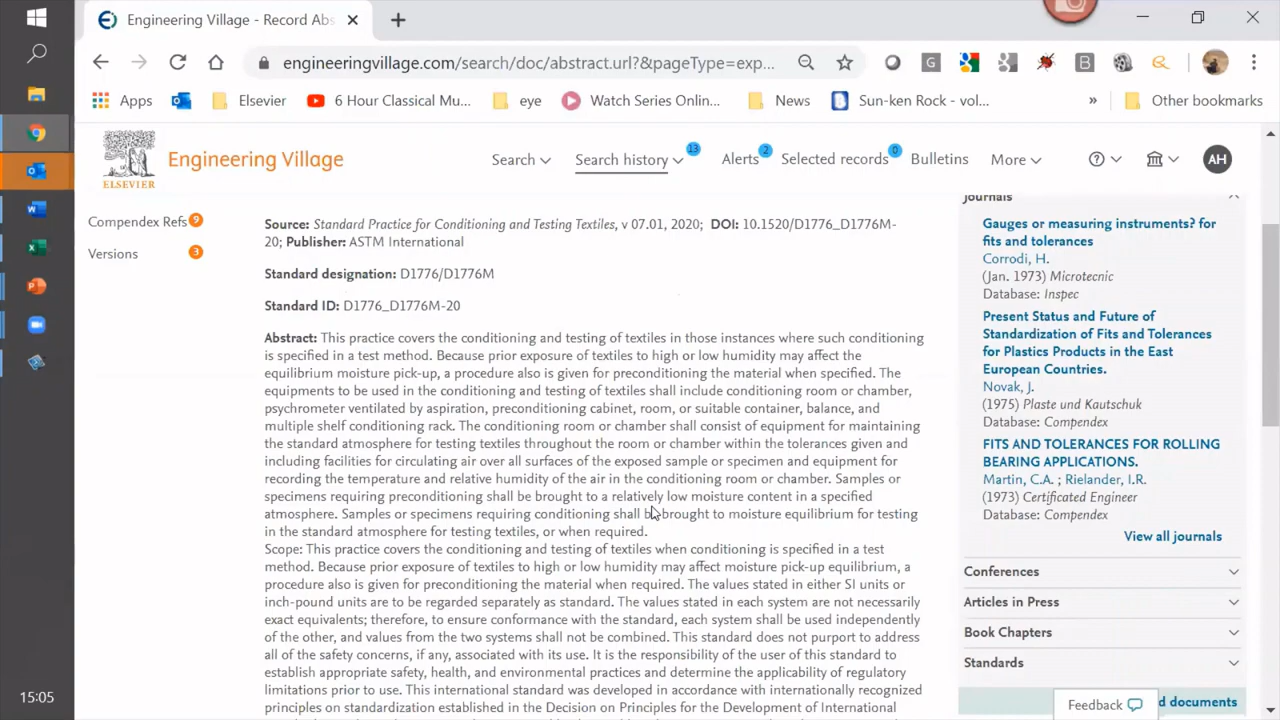 Engineering Village - Record Abs
engineeringvillage.com/search/doc/abstract.url?&pageType=exp...
Apps
Elsevier
6 Hour Classical Mu...
eye
Watch Series Onlin...
News
Sun-ken Rock - vol...
»
Other bookmarks
ELSEVIER
Engineering Village
Search
Search history 13
Alerts 2
Selected records 0
Bulletins
More
AH
Compendex Refs 9
Versions 3
Source: Standard Practice for Conditioning and Testing Textiles, v 07.01, 2020; DOI: 10.1520/D1776_D1776M-
20; Publisher: ASTM International
Standard designation: D1776/D1776M
Standard ID: D1776_D1776M-20
Abstract: This practice covers the conditioning and testing of textiles in those instances where such conditioning
is specified in a test method. Because prior exposure of textiles to high or low humidity may affect the
equilibrium moisture pick-up, a procedure also is given for preconditioning the material when specified. The
equipments to be used in the conditioning and testing of textiles shall include conditioning room or chamber,
psychrometer ventilated by aspiration, preconditioning cabinet, room, or suitable container, balance, and
multiple shelf conditioning rack. The conditioning room or chamber shall consist of equipment for maintaining
the standard atmosphere for testing textiles throughout the room or chamber within the tolerances given and
including facilities for circulating air over all surfaces of the exposed sample or specimen and equipment for
recording the temperature and relative humidity of the air in the conditioning room or chamber. Samples or
specimens requiring preconditioning shall be brought to a relatively low moisture content in a specified
atmosphere. Samples or specimens requiring conditioning shall be brought to moisture equilibrium for testing
in the standard atmosphere for testing textiles, or when required.
Scope: This practice covers the conditioning and testing of textiles when conditioning is specified in a test
method. Because prior exposure of textiles to high or low humidity may affect moisture pick-up equilibrium, a
procedure also is given for preconditioning the material when required. The values stated in either SI units or
inch-pound units are to be regarded separately as standard. The values stated in each system are not necessarily
exact equivalents; therefore, to ensure conformance with the standard, each system shall be used independently
of the other, and values from the two systems shall not be combined. This standard does not purport to address
all of the safety concerns, if any, associated with its use. It is the responsibility of the user of this standard to
establish appropriate safety, health, and environmental practices and determine the applicability of regulatory
limitations prior to use. This international standard was developed in accordance with internationally recognized
principles on standardization established in the Decision on Principles for the Development of International
Journals
Gauges or measuring instruments? for
fits and tolerances
Corrodi, H.
(Jan. 1973) Microtecnic
Database: Inspec
Present Status and Future of
Standardization of Fits and Tolerances
for Plastics Products in the East
European Countries.
Novak, J.
(1975) Plaste und Kautschuk
Database: Compendex
FITS AND TOLERANCES FOR ROLLING
BEARING APPLICATIONS.
Martin, C.A. ; Rielander, I.R.
(1973) Certificated Engineer
Database: Compendex
View all journals
Conferences
Articles in Press
Book Chapters
Standards
Feedback
d documents
15:05